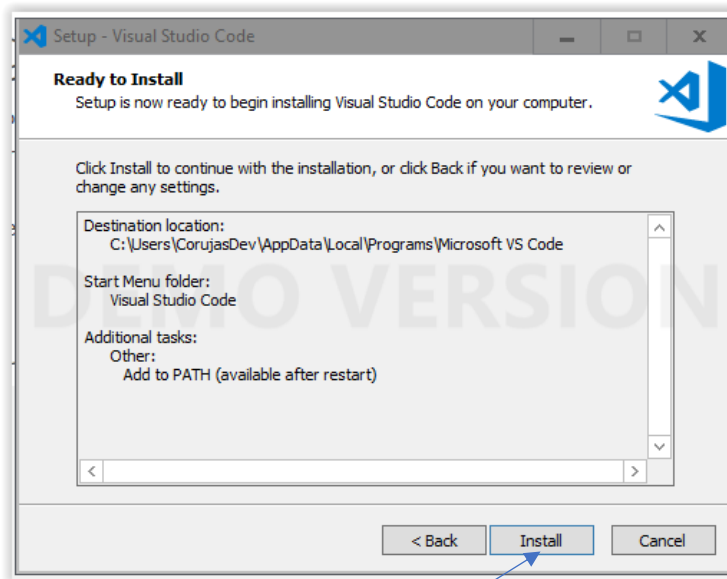 Setup - Visual Studio Code
Ready to Install
Setup is now ready to begin installing Visual Studio Code on your computer.
Click Install to continue with the installation, or click Back if you want to review or
change any settings.
Destination location:
C:\Users\CorujasDev\AppData\Local\Programs\Microsoft VS Code
Start Menu folder:
Visual Studio Code
Additional tasks:
Other:
Add to PATH (available after restart)
DEMO VERSION
< Back
Install
Cancel